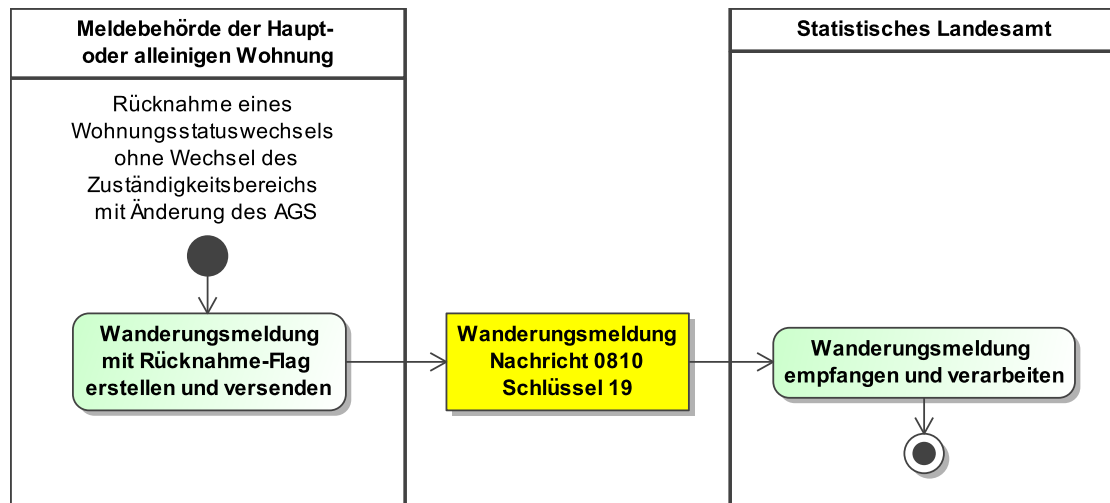 Meldebehörde der Haupt-
oder alleinigen Wohnung
Statistisches Landesamt
Rücknahme eines
Wohnungsstatuswechsels
ohne Wechsel des
Zuständigkeitsbereichs
mit Änderung des AGS
Wanderungsmeldung
mit Rücknahme-Flag
erstellen und versenden
Wanderungsmeldung
Nachricht 0810
Schlüssel 19
Wanderungsmeldung
empfangen und verarbeiten